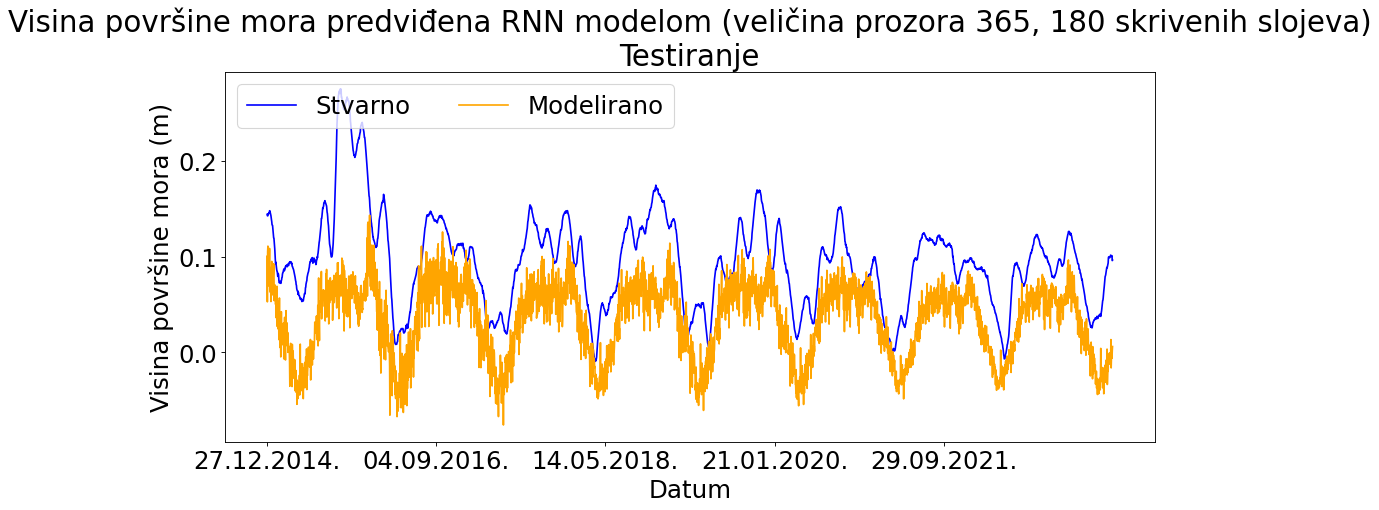 Visina površine mora predviđena RNN modelom (veličina prozora 365, 180 skrivenih slojeva)
Testiranje
Stvarno Modelirano
Visina površine mora (m)
0.2
0.1
0.0
27.12.2014. 04.09.2016. 14.05.2018. 21.01.2020. 29.09.2021.
Datum